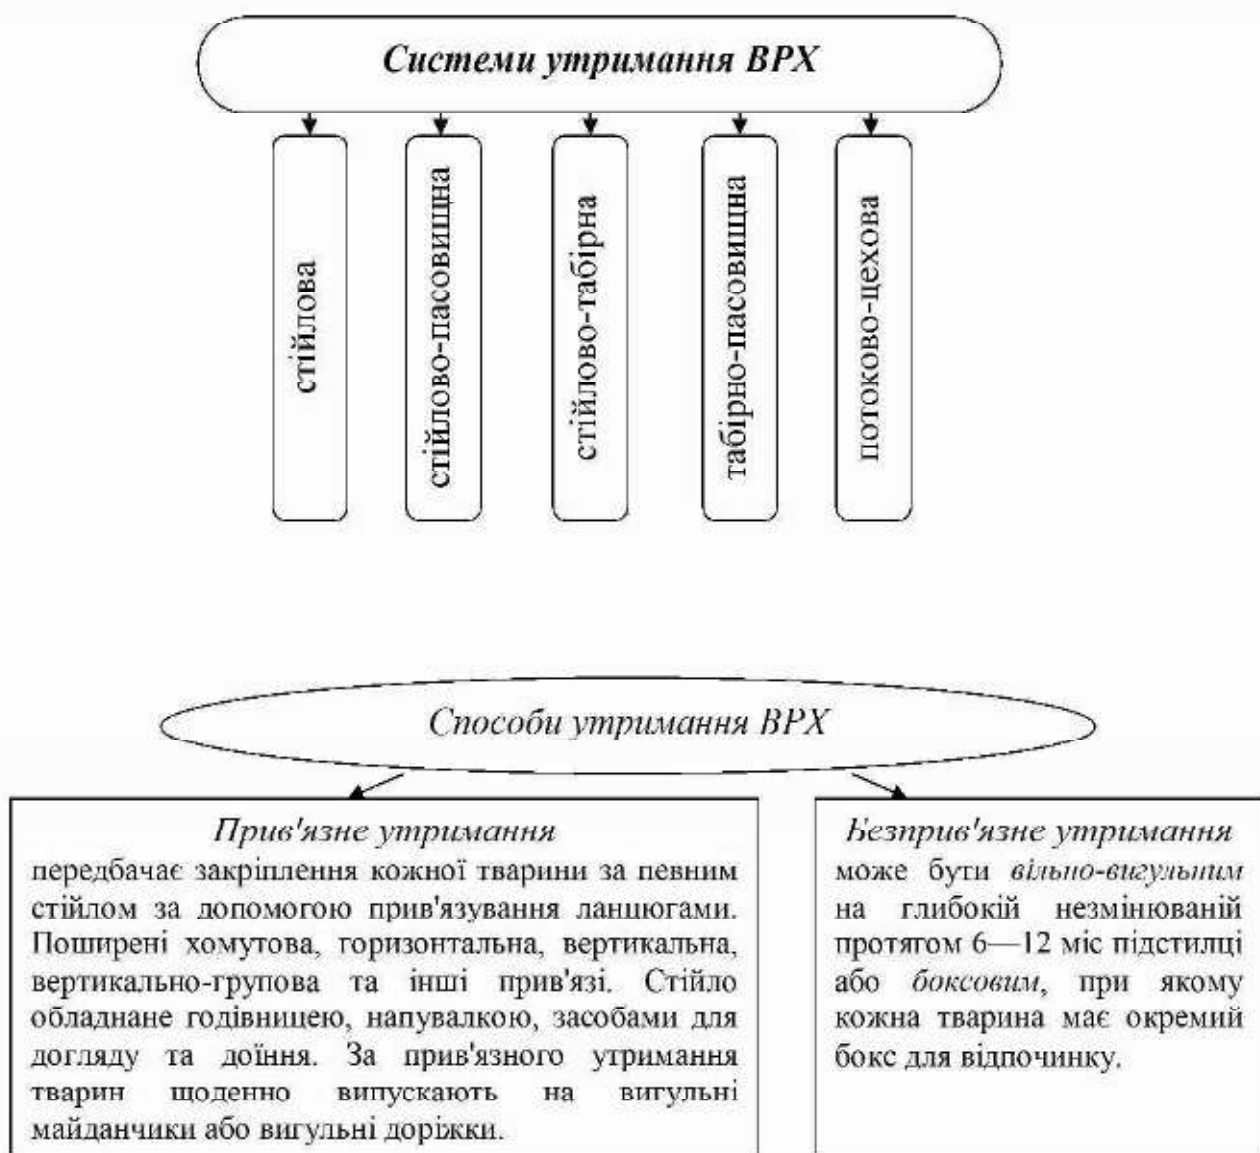 Системи утримання ВРХ
стійлова
стійлово-пасовищна
стійлово-табірна
табірно-пасовищна
потоково-цехова
Способи утримання ВРХ
Прив'язне утримання
передбачає закріплення кожної тварини за певним
стійлом за допомогою прив'язування ланцюгами.
Поширені хомутова, горизонтальна, вертикальна,
вертикально-групова та інші прив'язі. Стійло
обладнане годівницею, напувалкою, засобами для
догляду та доїння. За прив'язного утримання
тварин щоденно випускають на вигульні
майданчики або вигульні доріжки.
Безприв'язне утримання
може бути вільно-вигульним
на глибокій незмінюваній
протягом 6—12 міс підстилці
або боксовим, при якому
кожна тварина має окремий
бокс для відпочинку.